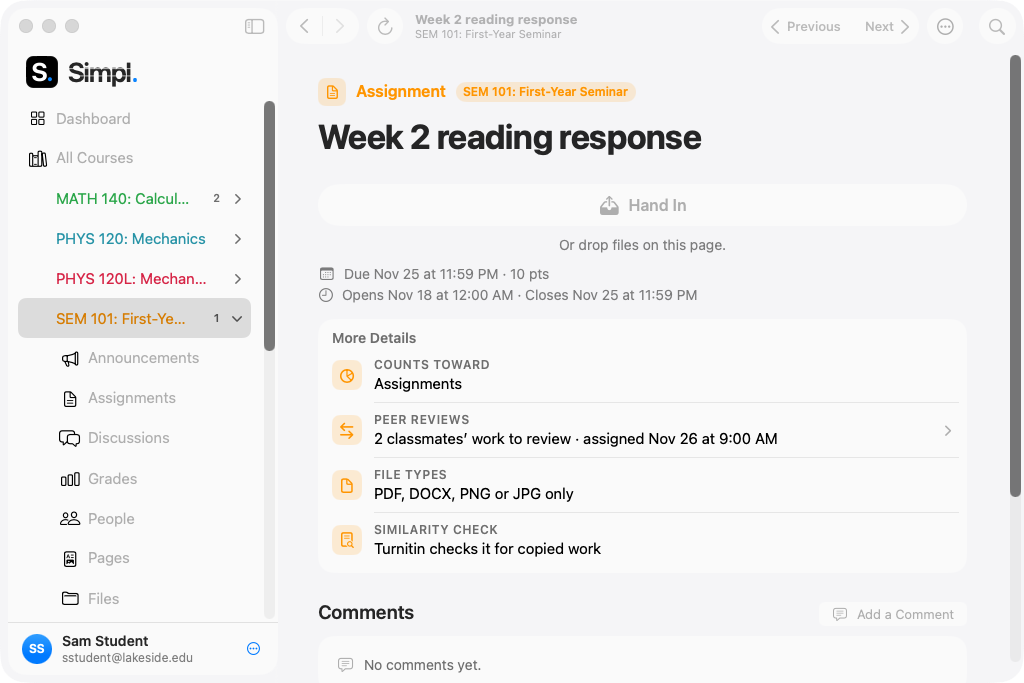 Week 2 reading response
SEM 101: First-Year Seminar
Previous
Next
S.
Simpl.
Dashboard
All Courses
MATH 140: Calcul...
2
PHYS 120: Mechanics
PHYS 120L: Mechan...
SEM 101: First-Ye...
1
Announcements
Assignments
Discussions
Grades
People
Pages
Files
SS
Sam Student
sstudent@lakeside.edu
Assignment
SEM 101: First-Year Seminar
Week 2 reading response
Hand In
Or drop files on this page.
Due Nov 25 at 11:59 PM · 10 pts
Opens Nov 18 at 12:00 AM · Closes Nov 25 at 11:59 PM
More Details
COUNTS TOWARD
Assignments
PEER REVIEWS
2 classmates’ work to review · assigned Nov 26 at 9:00 AM
FILE TYPES
PDF, DOCX, PNG or JPG only
SIMILARITY CHECK
Turnitin checks it for copied work
Comments
Add a Comment
No comments yet.